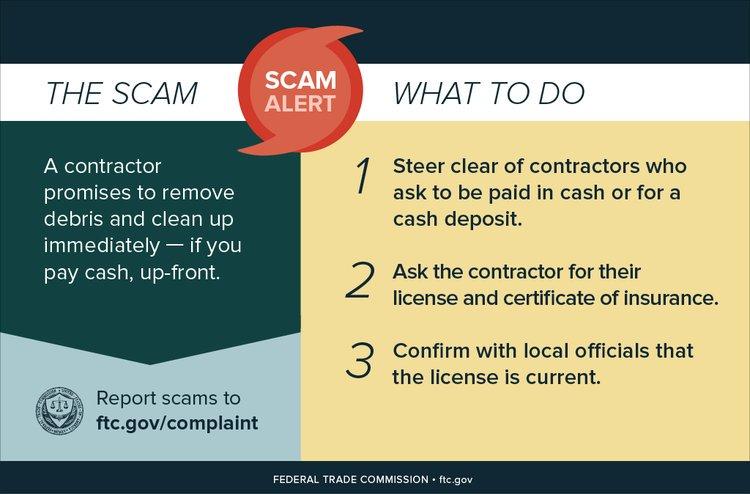 THE SCAM
SCAM
ALERT
WHAT TO DO
A contractor
promises to remove
debris and clean up
immediately — if you
pay cash, up-front.
1 Steer clear of contractors who
ask to be paid in cash or for a
cash deposit.
2 Ask the contractor for their
license and certificate of insurance.
3 Confirm with local officials that
the license is current.
Report scams to
ftc.gov/complaint
FEDERAL TRADE COMMISSION • ftc.gov